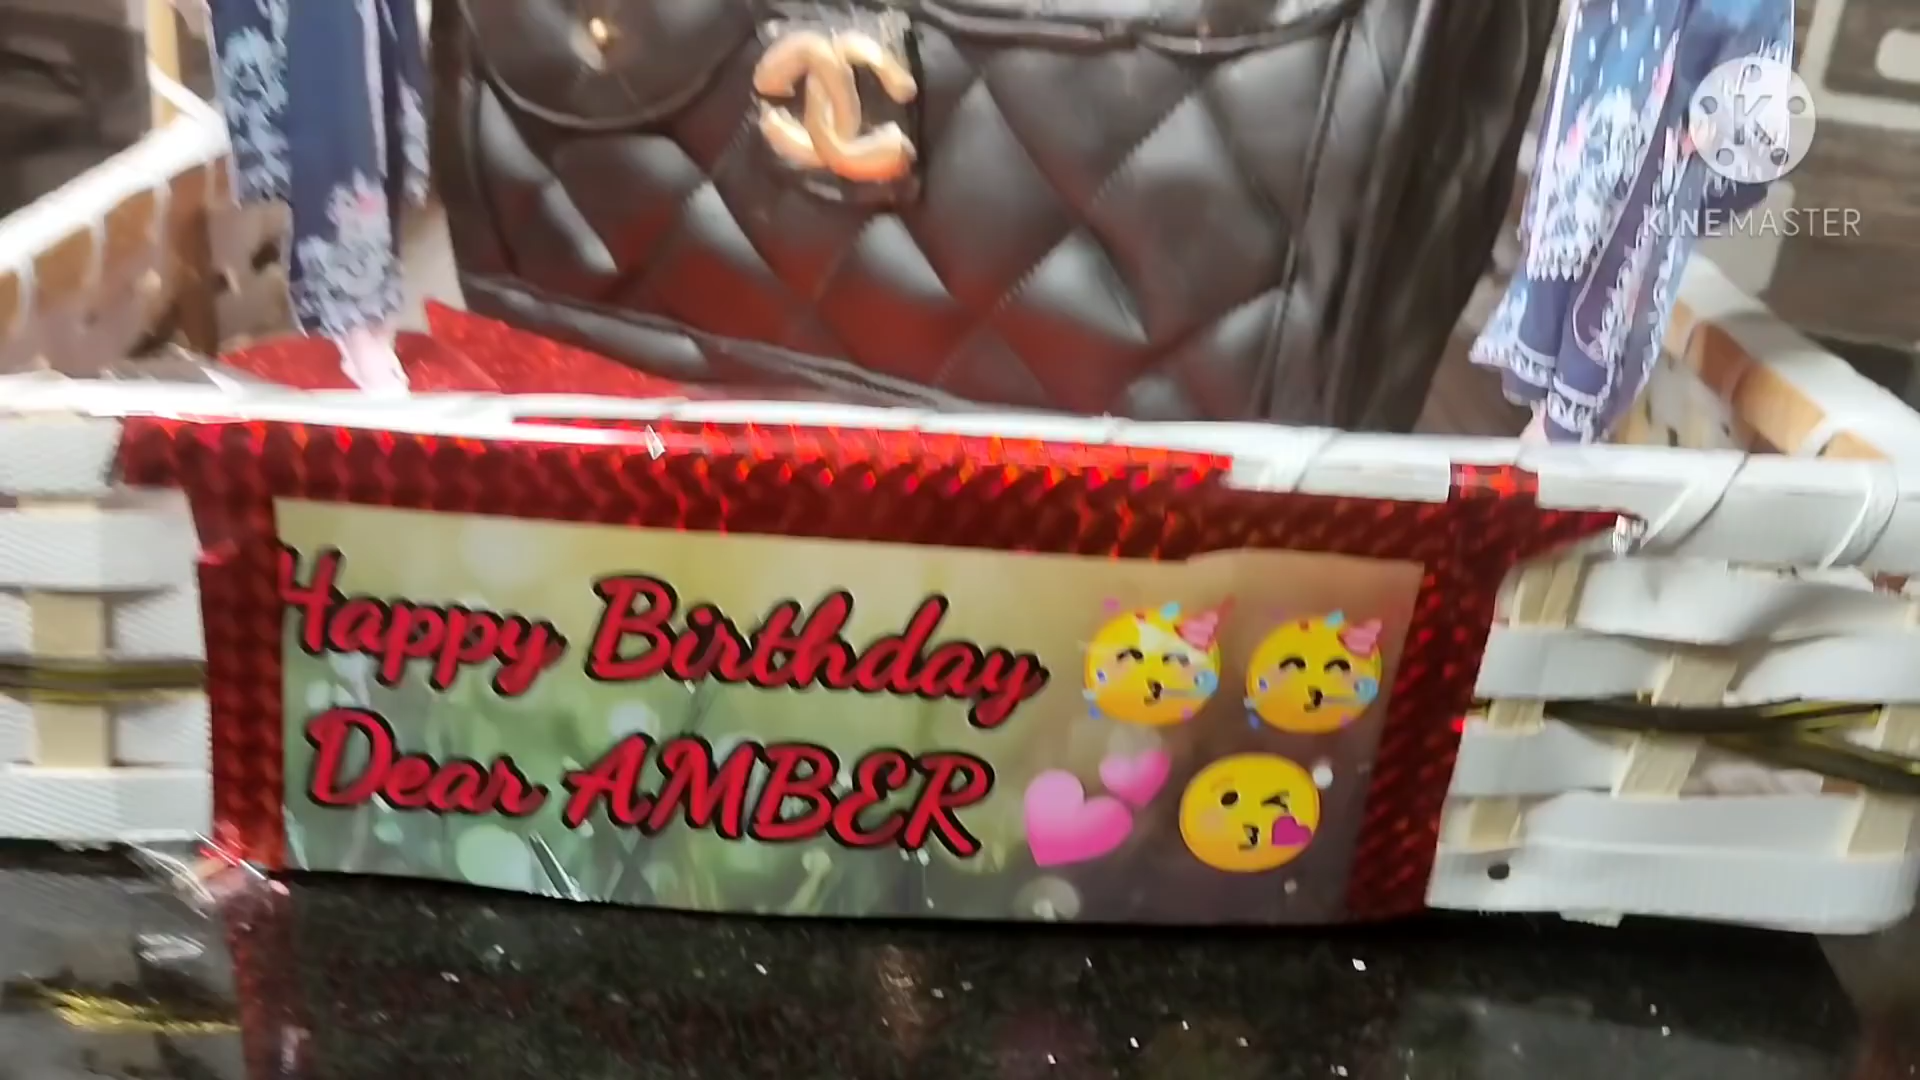 K
KINEMASTER
Happy Birthday 🥳 🥳
Dear AMBER 💕 😘